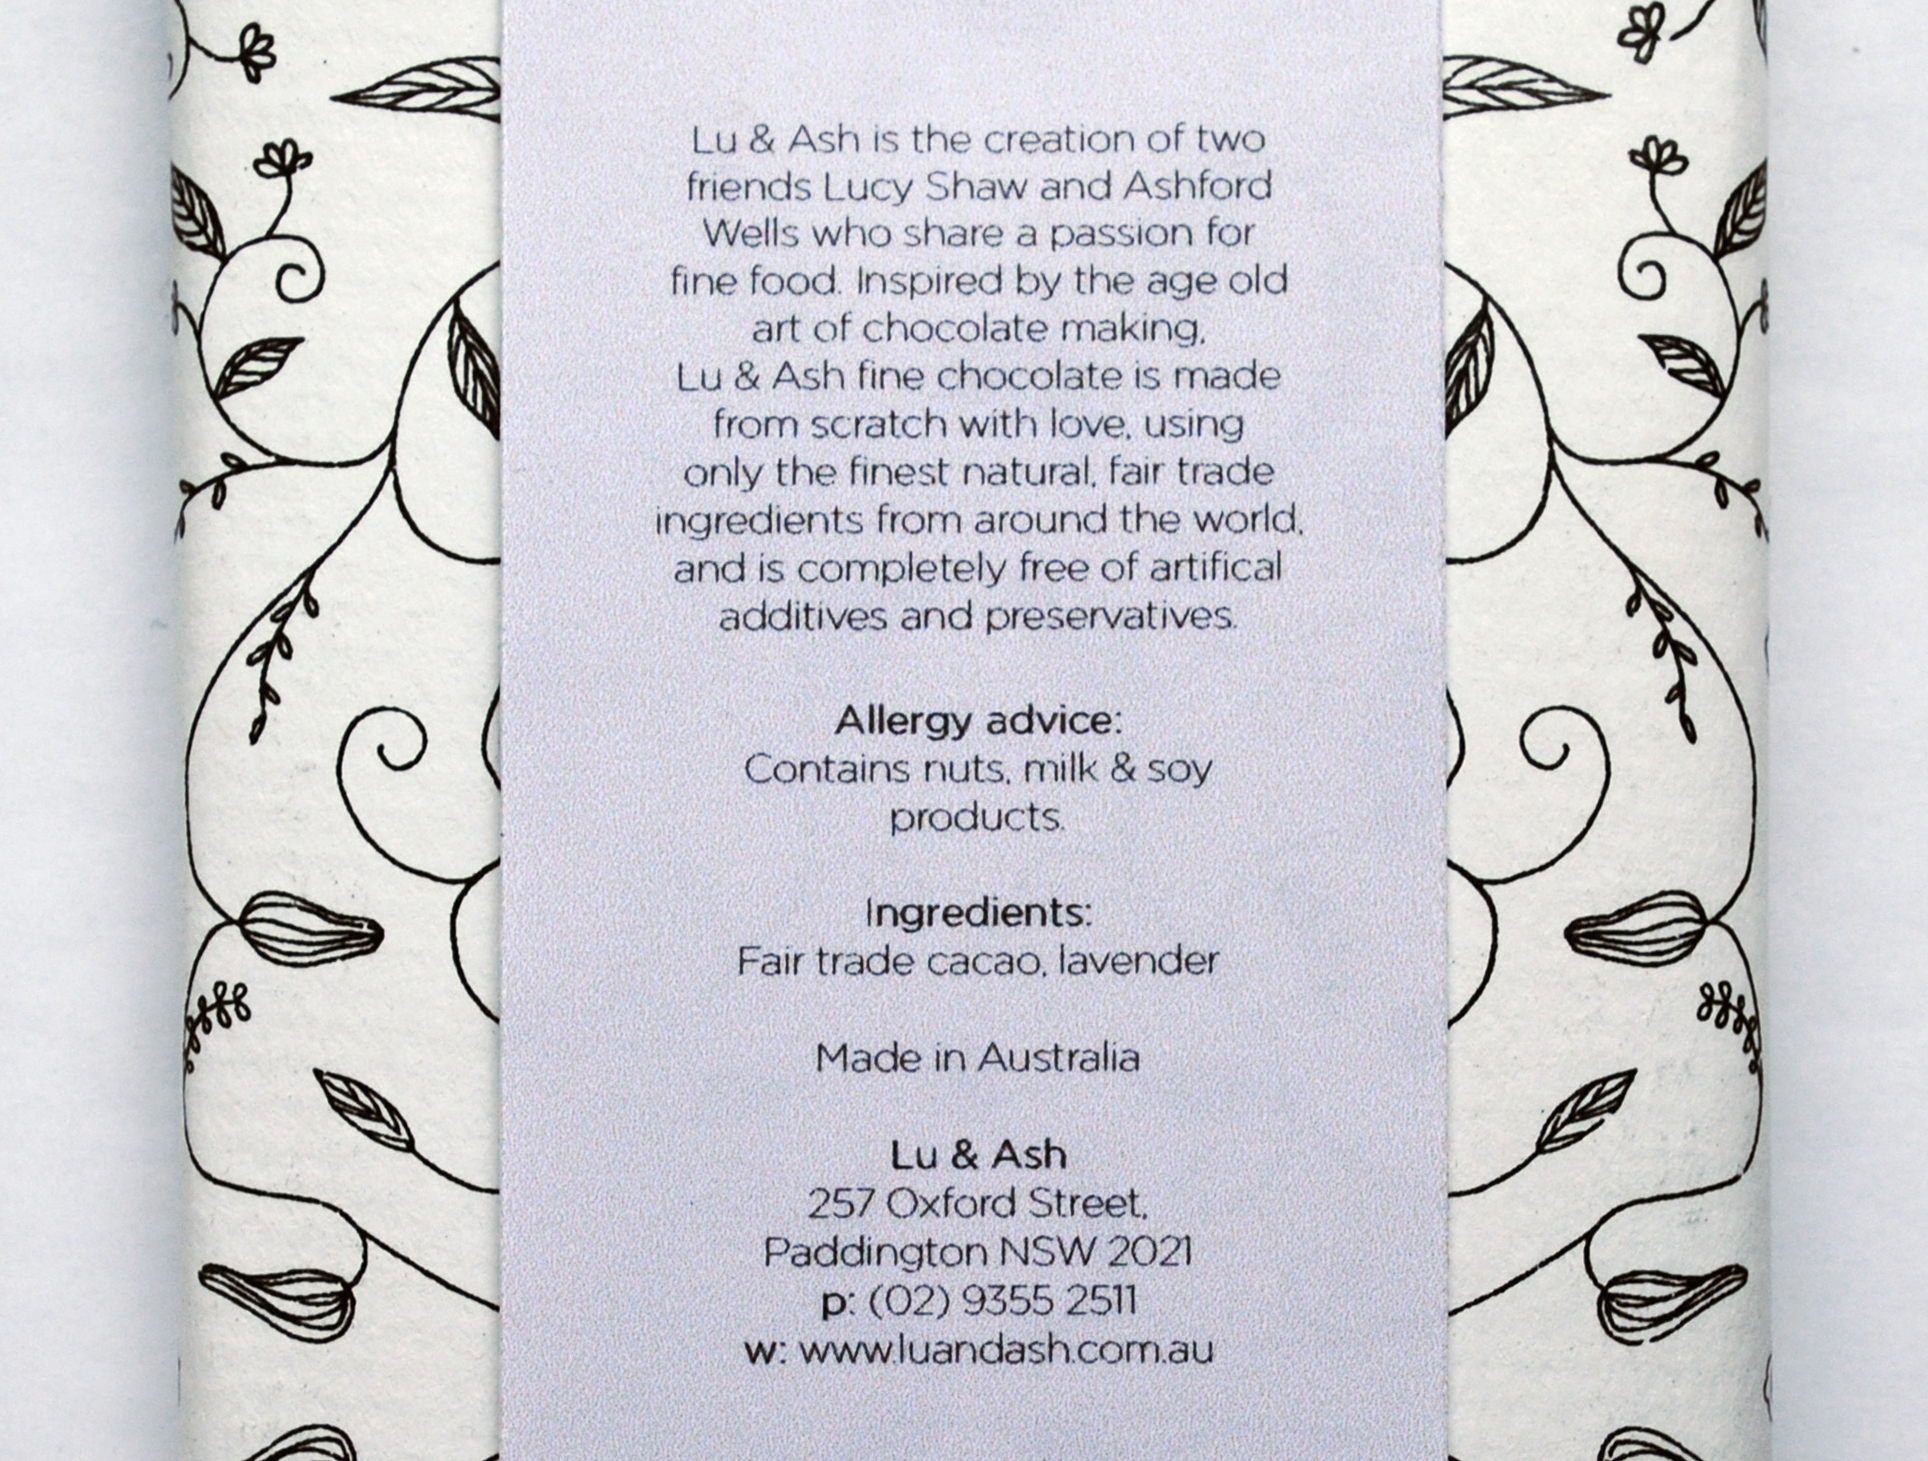 Lu & Ash is the creation of two
friends Lucy Shaw and Ashford
Wells who share a passion for
fine food. Inspired by the age old
art of chocolate making,
Lu & Ash fine chocolate is made
from scratch with love, using
only the finest natural, fair trade
ingredients from around the world,
and is completely free of artifical
additives and preservatives.
Allergy advice:
Contains nuts, milk & soy
products.
Ingredients:
Fair trade cacao, lavender
Made in Australia
Lu & Ash
257 Oxford Street,
Paddington NSW 2021
p: (02) 9355 2511
w: www.luandash.com.au